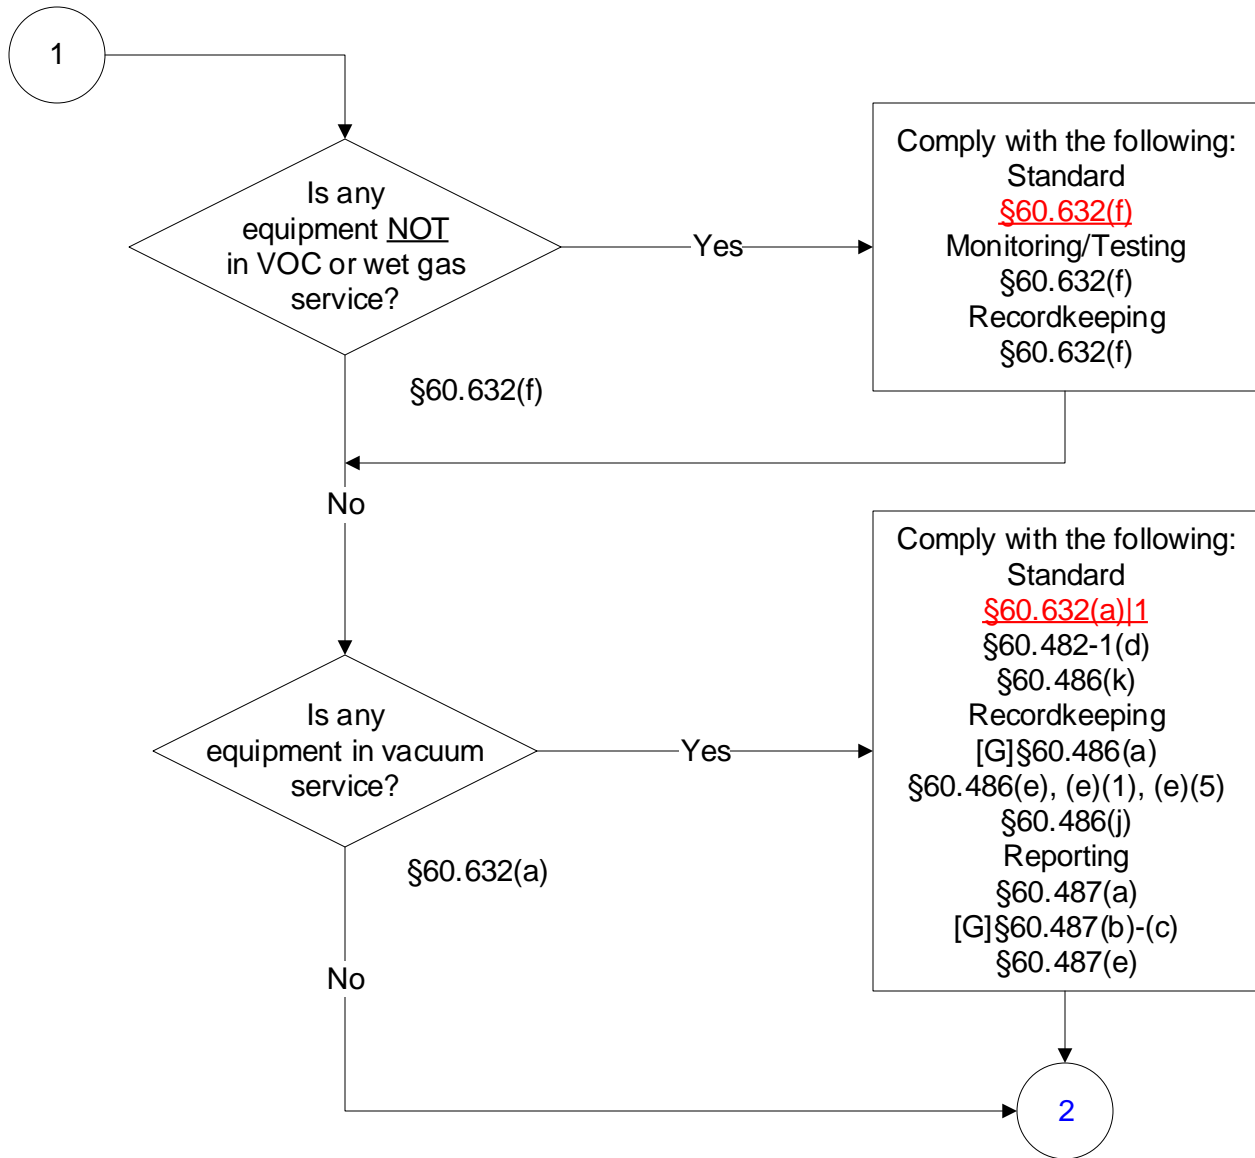 1
Is any
equipment NOT
in VOC or wet gas
service?
Yes
§60.632(f)
Comply with the following:
Standard
§60.632(f)
Monitoring/Testing
§60.632(f)
Recordkeeping
§60.632(f)
No
Is any
equipment in vacuum
service?
Yes
§60.632(a)
Comply with the following:
Standard
§60.632(a)|1
§60.482-1(d)
§60.486(k)
Recordkeeping
[G]§60.486(a)
§60.486(e), (e)(1), (e)(5)
§60.486(j)
Reporting
§60.487(a)
[G]§60.487(b)-(c)
§60.487(e)
No
2